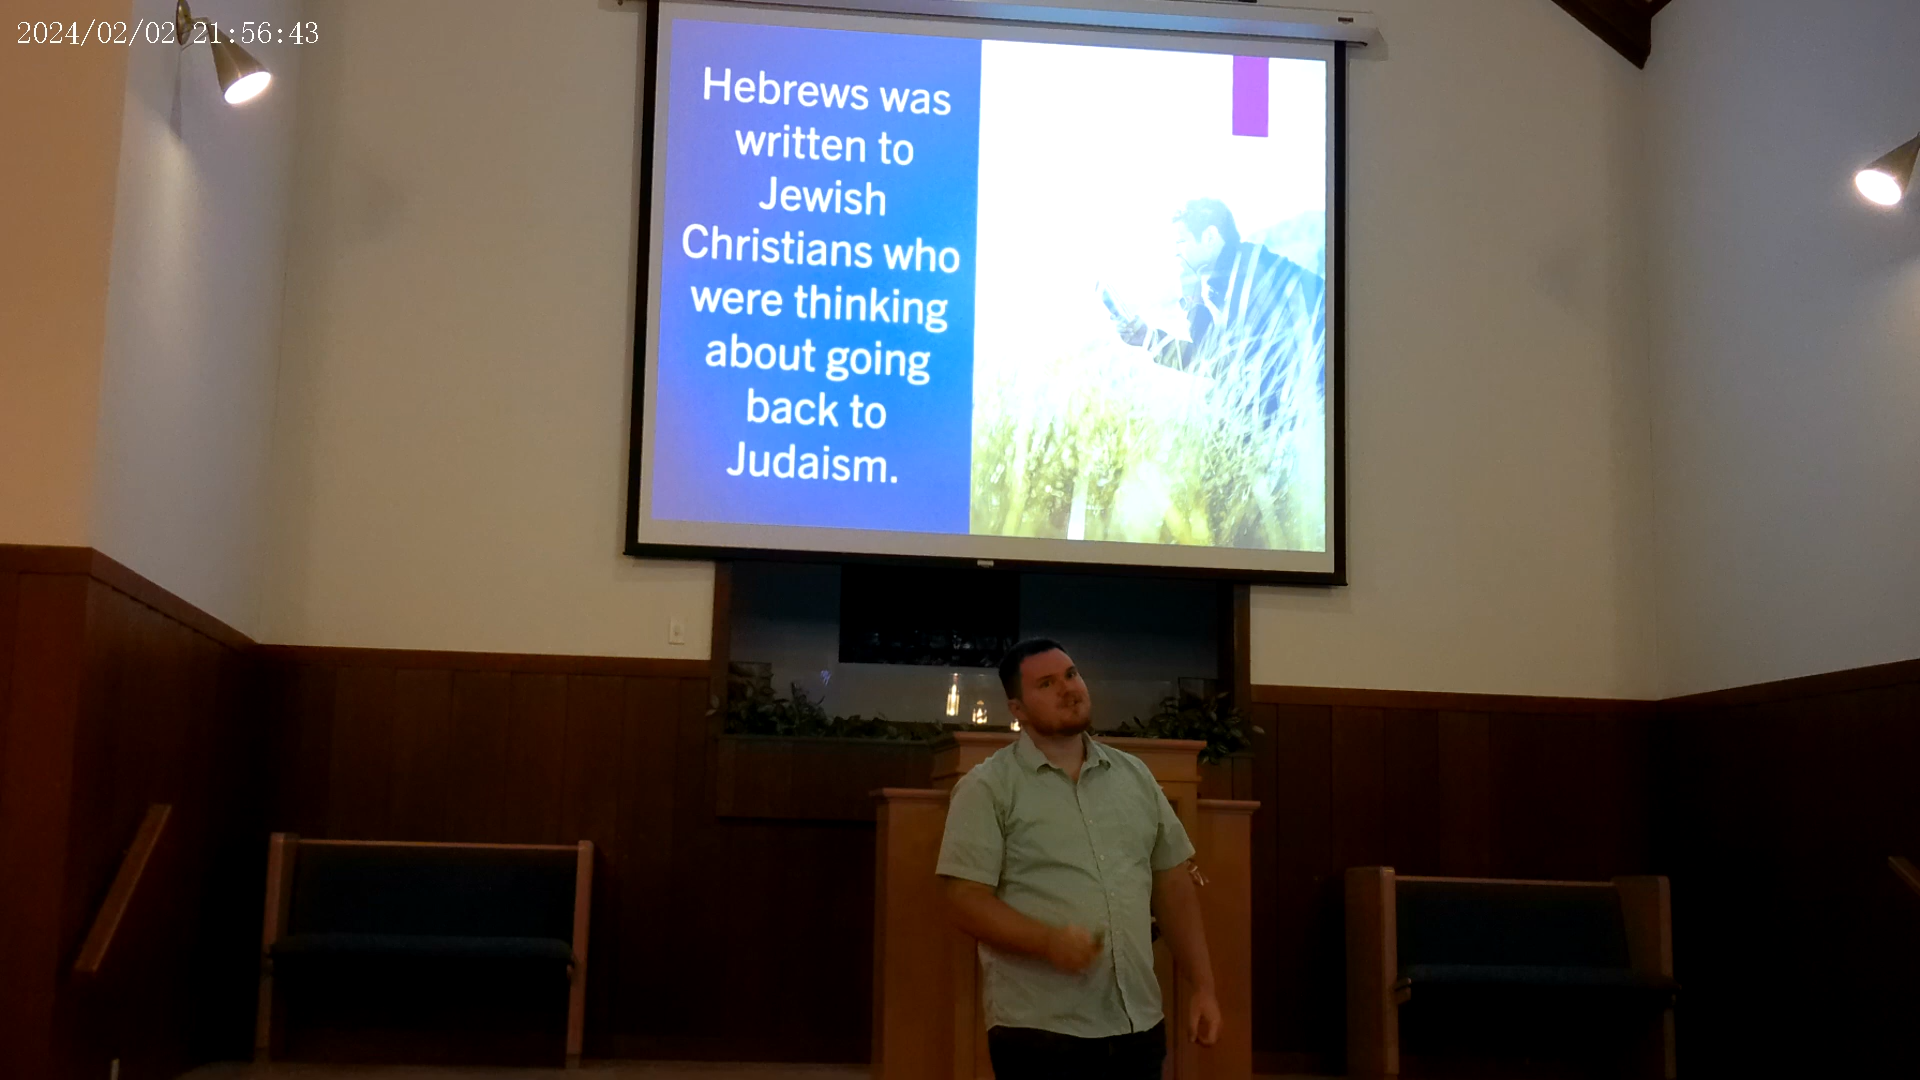 2024/02/02 21:56:43
Hebrews was
written to
Jewish
Christians who
were thinking
about going
back to
Judaism.